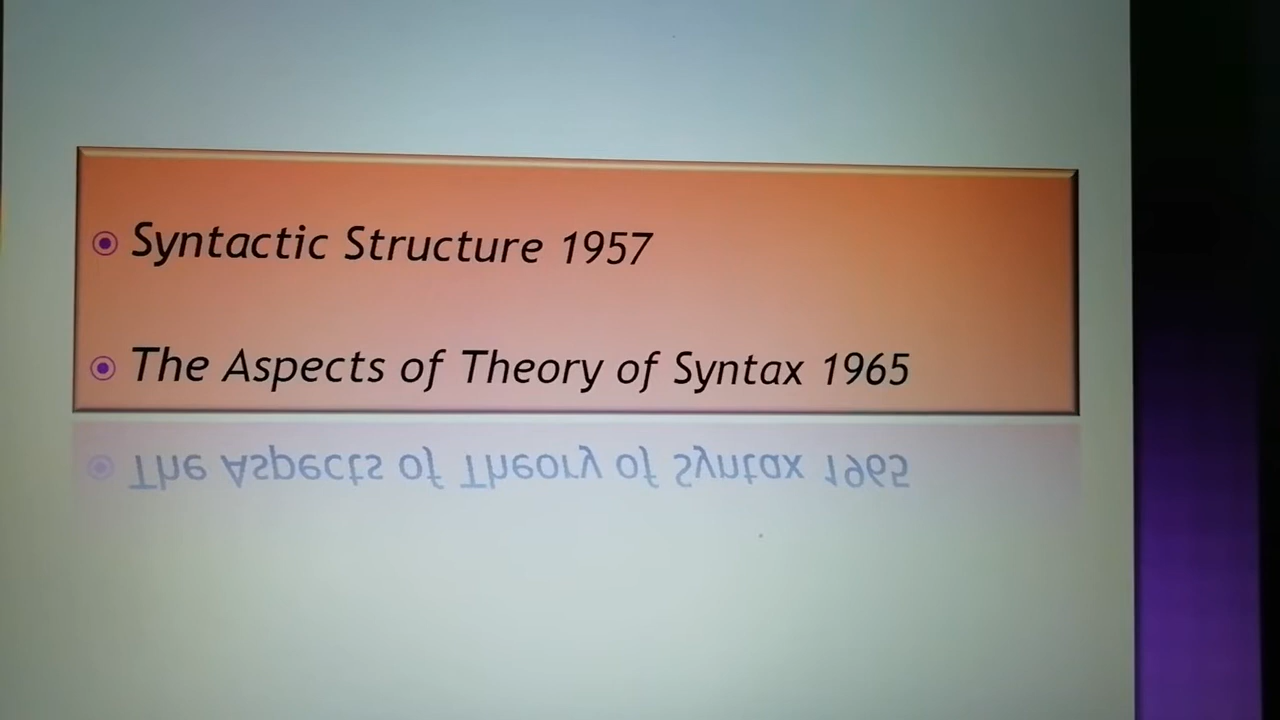 Syntactic Structure 1957
The Aspects of Theory of Syntax 1965